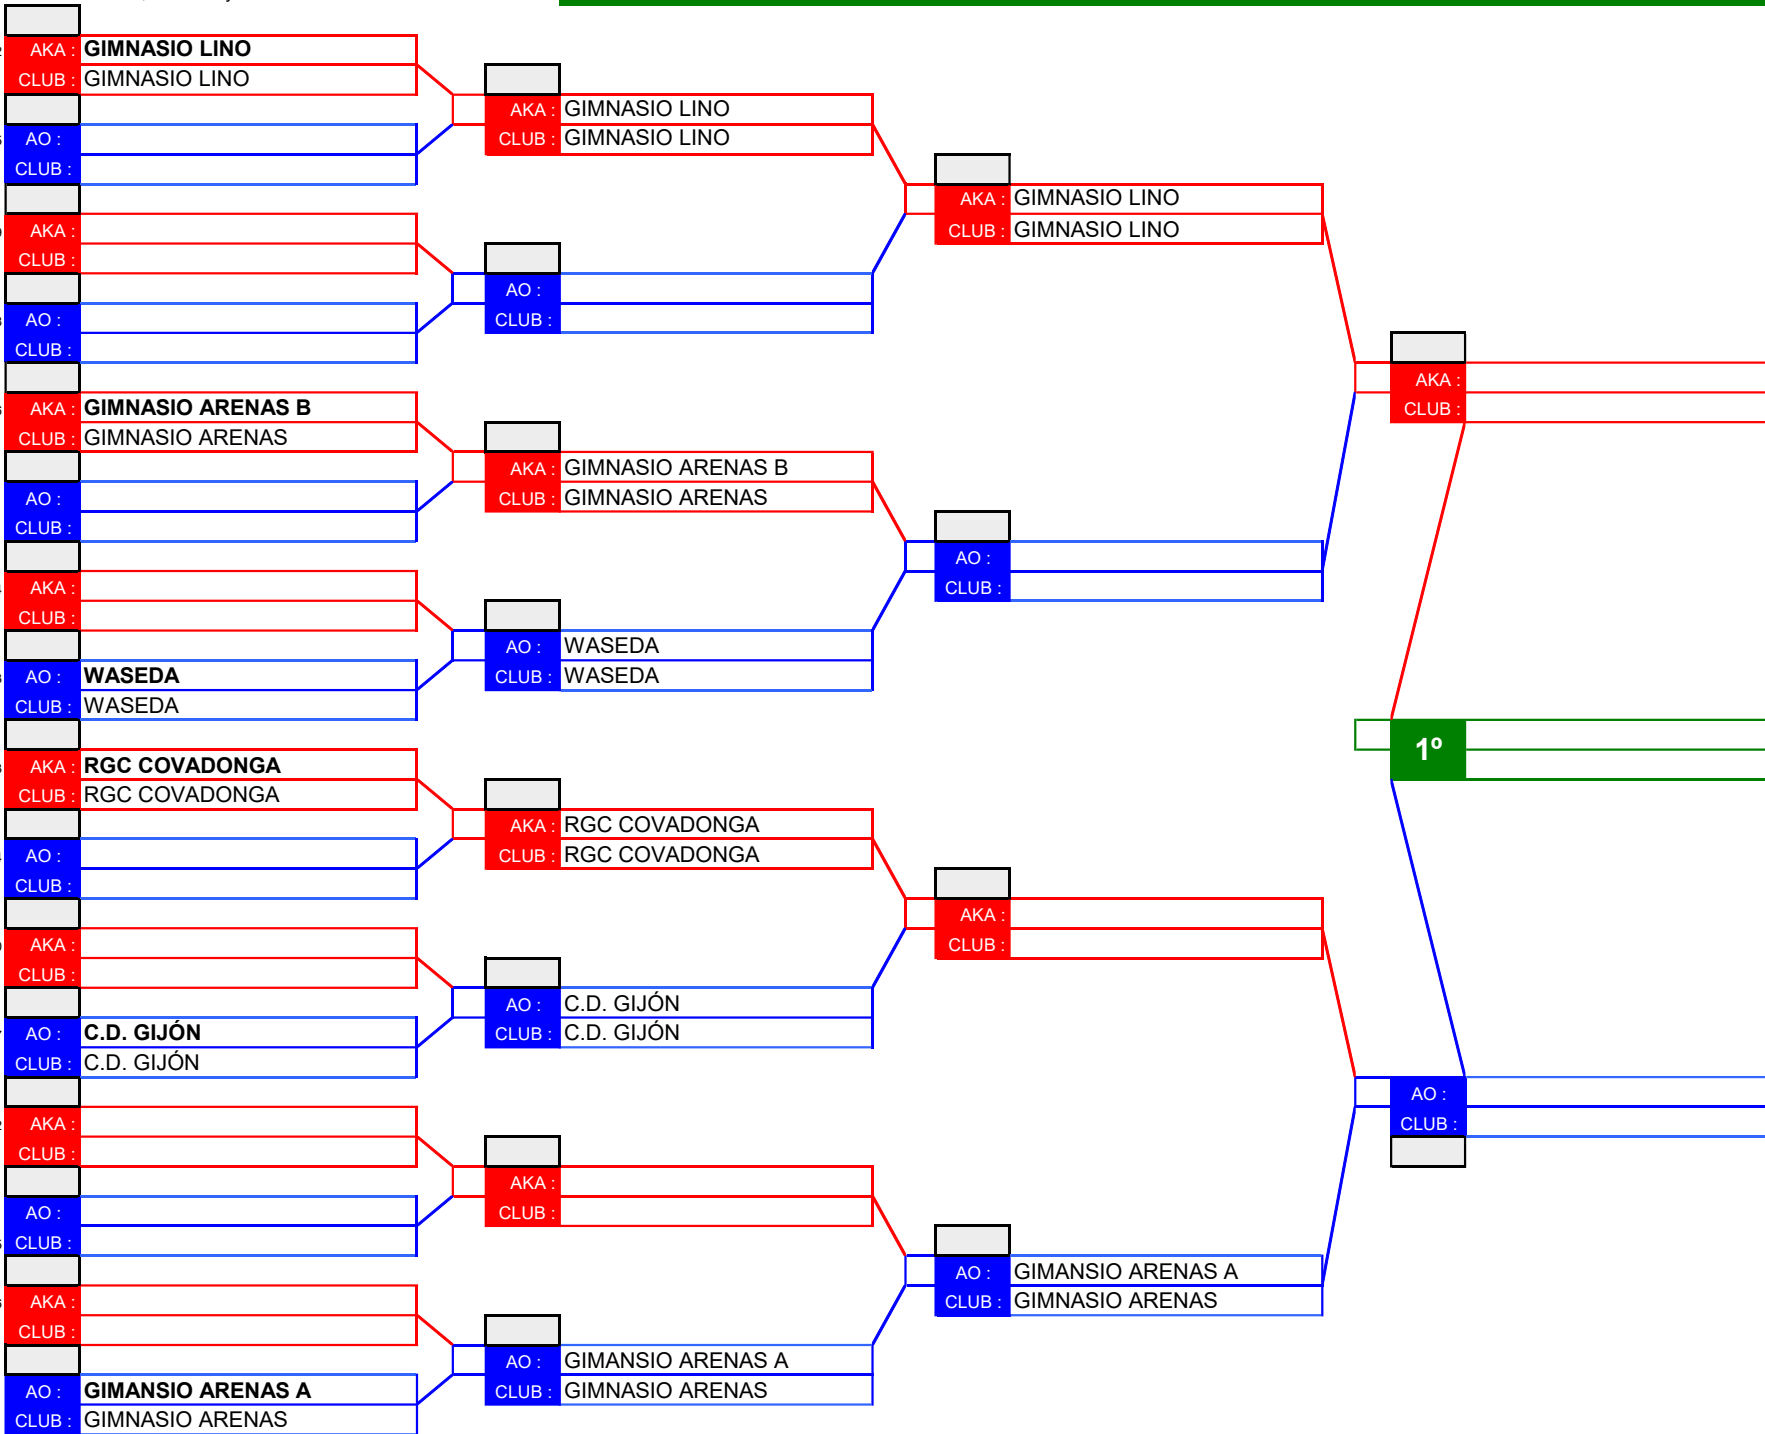 AKA : GIMNASIO LINO
CLUB : GIMNASIO LINO
AO :
CLUB :
AKA :
CLUB :
AO :
CLUB :
AKA : GIMNASIO ARENAS B
CLUB : GIMNASIO ARENAS
AO :
CLUB :
AKA :
CLUB :
AO : WASEDA
CLUB : WASEDA
AKA : RGC COVADONGA
CLUB : RGC COVADONGA
AO :
CLUB :
AKA :
CLUB :
AO : C.D. GIJÓN
CLUB : C.D. GIJÓN
AKA :
CLUB :
AO :
CLUB :
AKA :
CLUB :
AO : GIMANSIO ARENAS A
CLUB : GIMNASIO ARENAS
AKA : GIMNASIO LINO
CLUB : GIMNASIO LINO
AO :
CLUB :
AKA : GIMNASIO ARENAS B
CLUB : GIMNASIO ARENAS
AO : WASEDA
CLUB : WASEDA
AKA : RGC COVADONGA
CLUB : RGC COVADONGA
AO : C.D. GIJÓN
CLUB : C.D. GIJÓN
AKA :
CLUB :
AO : GIMANSIO ARENAS A
CLUB : GIMNASIO ARENAS
AKA : GIMNASIO LINO
CLUB : GIMNASIO LINO
AO :
CLUB :
AKA :
CLUB :
AO : GIMANSIO ARENAS A
CLUB : GIMNASIO ARENAS
AKA :
CLUB :
1º
AO :
CLUB :